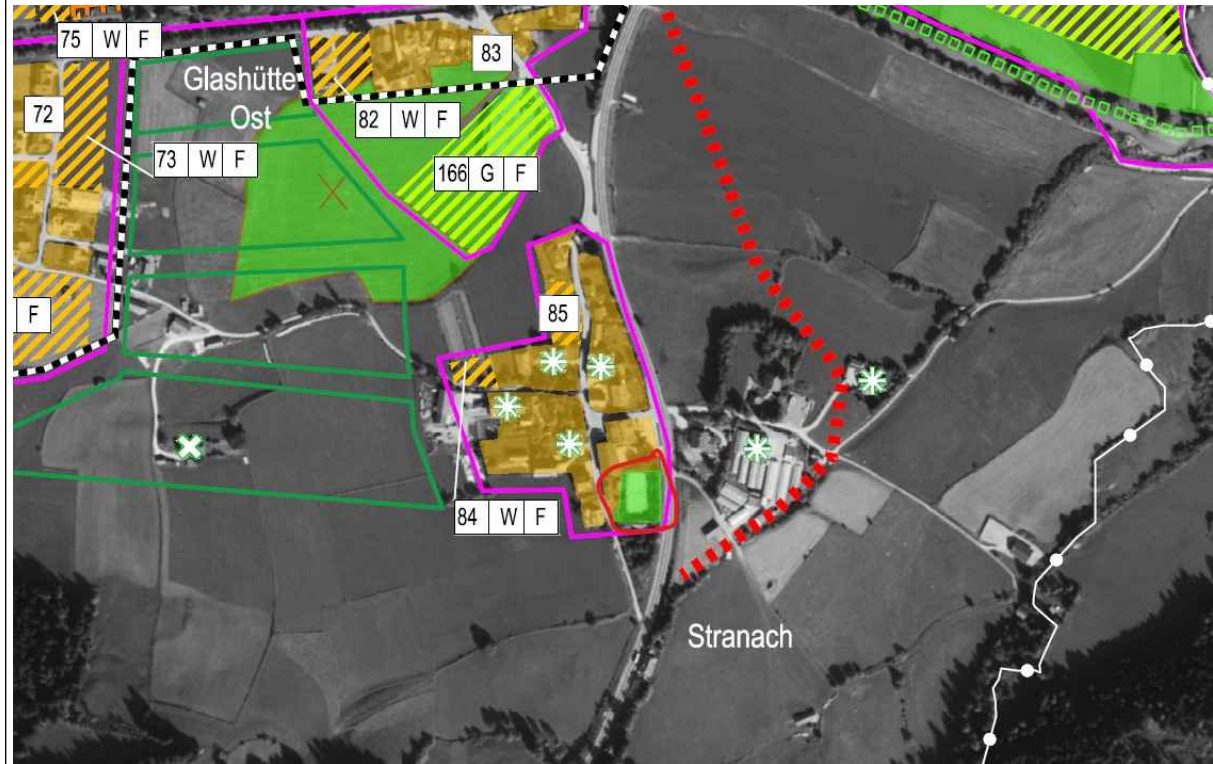 75 W F
Glashütte
Ost
83
72
82 W F
73 W F
166 G F
F
85
84 W F
Stranach